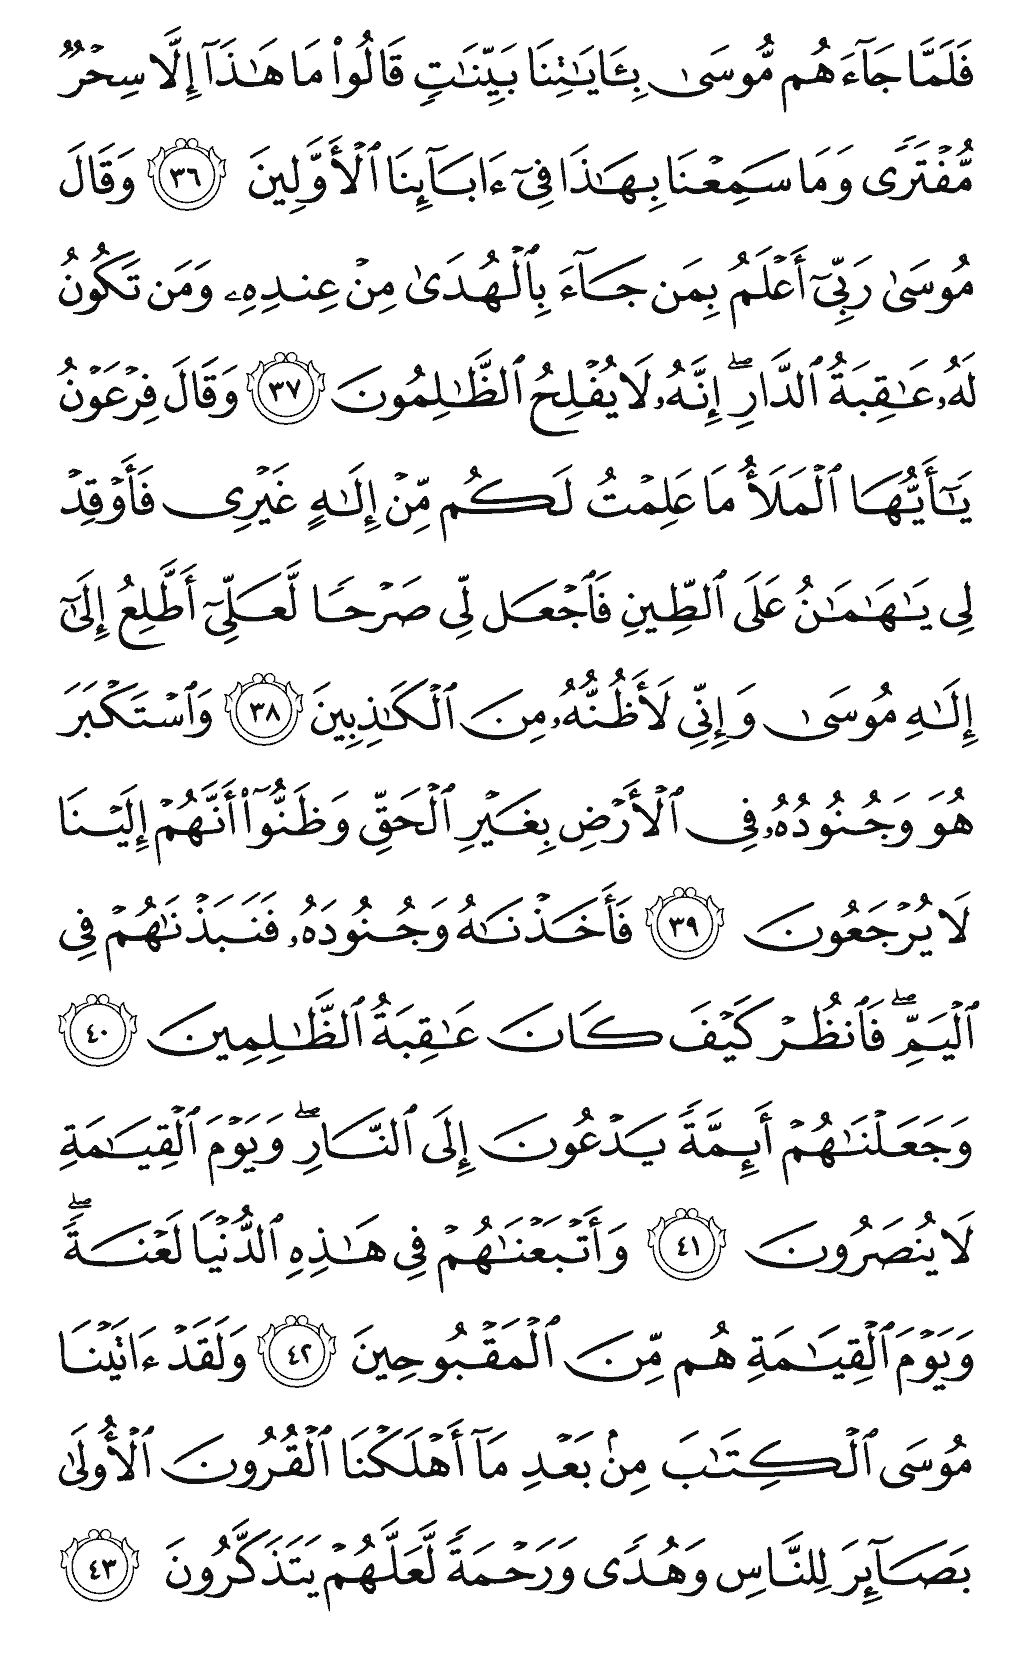 فَلَمَّا جَآءَهُم مُّوسَىٰ بِـَٔايَـٰتِنَا بَيِّنَـٰتٍ قَالُوا۟ مَا هَـٰذَآ إِلَّا سِحْرٌ
مُّفْتَرًى وَمَا سَمِعْنَا بِهَـٰذَا فِىٓ ءَابَآئِنَا ٱلْأَوَّلِينَ ٣٦ وَقَالَ
مُوسَىٰ رَبِّىٓ أَعْلَمُ بِمَن جَآءَ بِٱلْهُدَىٰ مِنْ عِندِهِۦ وَمَن تَكُونُ
لَهُۥ عَـٰقِبَةُ ٱلدَّارِ ۖ إِنَّهُۥ لَا يُفْلِحُ ٱلظَّـٰلِمُونَ ٣٧ وَقَالَ فِرْعَوْنُ
يَـٰٓأَيُّهَا ٱلْمَلَأُ مَا عَلِمْتُ لَكُم مِّنْ إِلَـٰهٍ غَيْرِى فَأَوْقِدْ
لِى يَـٰهَـٰمَـٰنُ عَلَى ٱلطِّينِ فَٱجْعَل لِّى صَرْحًا لَّعَلِّىٓ أَطَّلِعُ إِلَىٰٓ
إِلَـٰهِ مُوسَىٰ وَإِنِّى لَأَظُنُّهُۥ مِنَ ٱلْكَـٰذِبِينَ ٣٨ وَٱسْتَكْبَرَ
هُوَ وَجُنُودُهُۥ فِى ٱلْأَرْضِ بِغَيْرِ ٱلْحَقِّ وَظَنُّوٓا۟ أَنَّهُمْ إِلَيْنَا
لَا يُرْجَعُونَ ٣٩ فَأَخَذْنَـٰهُ وَجُنُودَهُۥ فَنَبَذْنَـٰهُمْ فِى
ٱلْيَمِّ ۖ فَٱنظُرْ كَيْفَ كَانَ عَـٰقِبَةُ ٱلظَّـٰلِمِينَ ٤٠
وَجَعَلْنَـٰهُمْ أَئِمَّةً يَدْعُونَ إِلَى ٱلنَّارِ ۖ وَيَوْمَ ٱلْقِيَـٰمَةِ
لَا يُنصَرُونَ ٤١ وَأَتْبَعْنَـٰهُمْ فِى هَـٰذِهِ ٱلدُّنْيَا لَعْنَةً ۖ
وَيَوْمَ ٱلْقِيَـٰمَةِ هُم مِّنَ ٱلْمَقْبُوحِينَ ٤٢ وَلَقَدْ ءَاتَيْنَا
مُوسَى ٱلْكِتَـٰبَ مِنۢ بَعْدِ مَآ أَهْلَكْنَا ٱلْقُرُونَ ٱلْأُولَىٰ
بَصَآئِرَ لِلنَّاسِ وَهُدًى وَرَحْمَةً لَّعَلَّهُمْ يَتَذَكَّرُونَ ٤٣